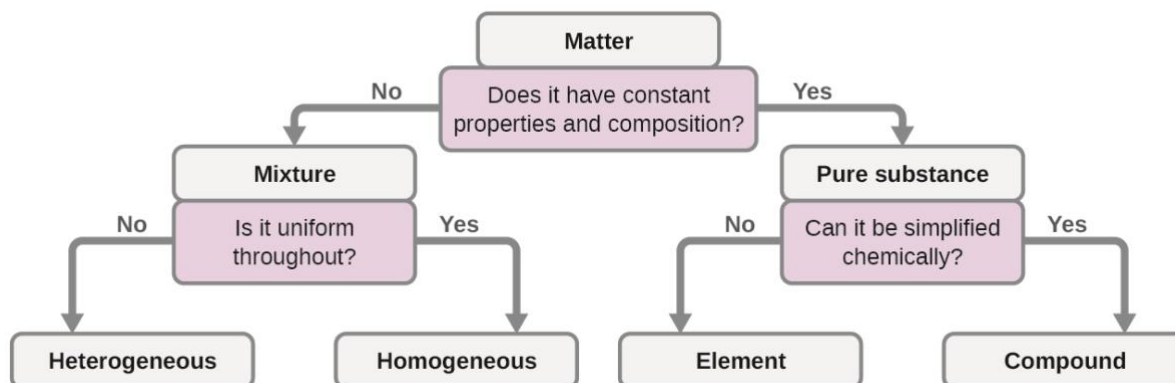 Matter
Does it have constant
properties and composition?
No
Yes
Mixture
Is it uniform
throughout?
No
Yes
Pure substance
Can it be simplified
chemically?
No
Yes
Heterogeneous
Homogeneous
Element
Compound